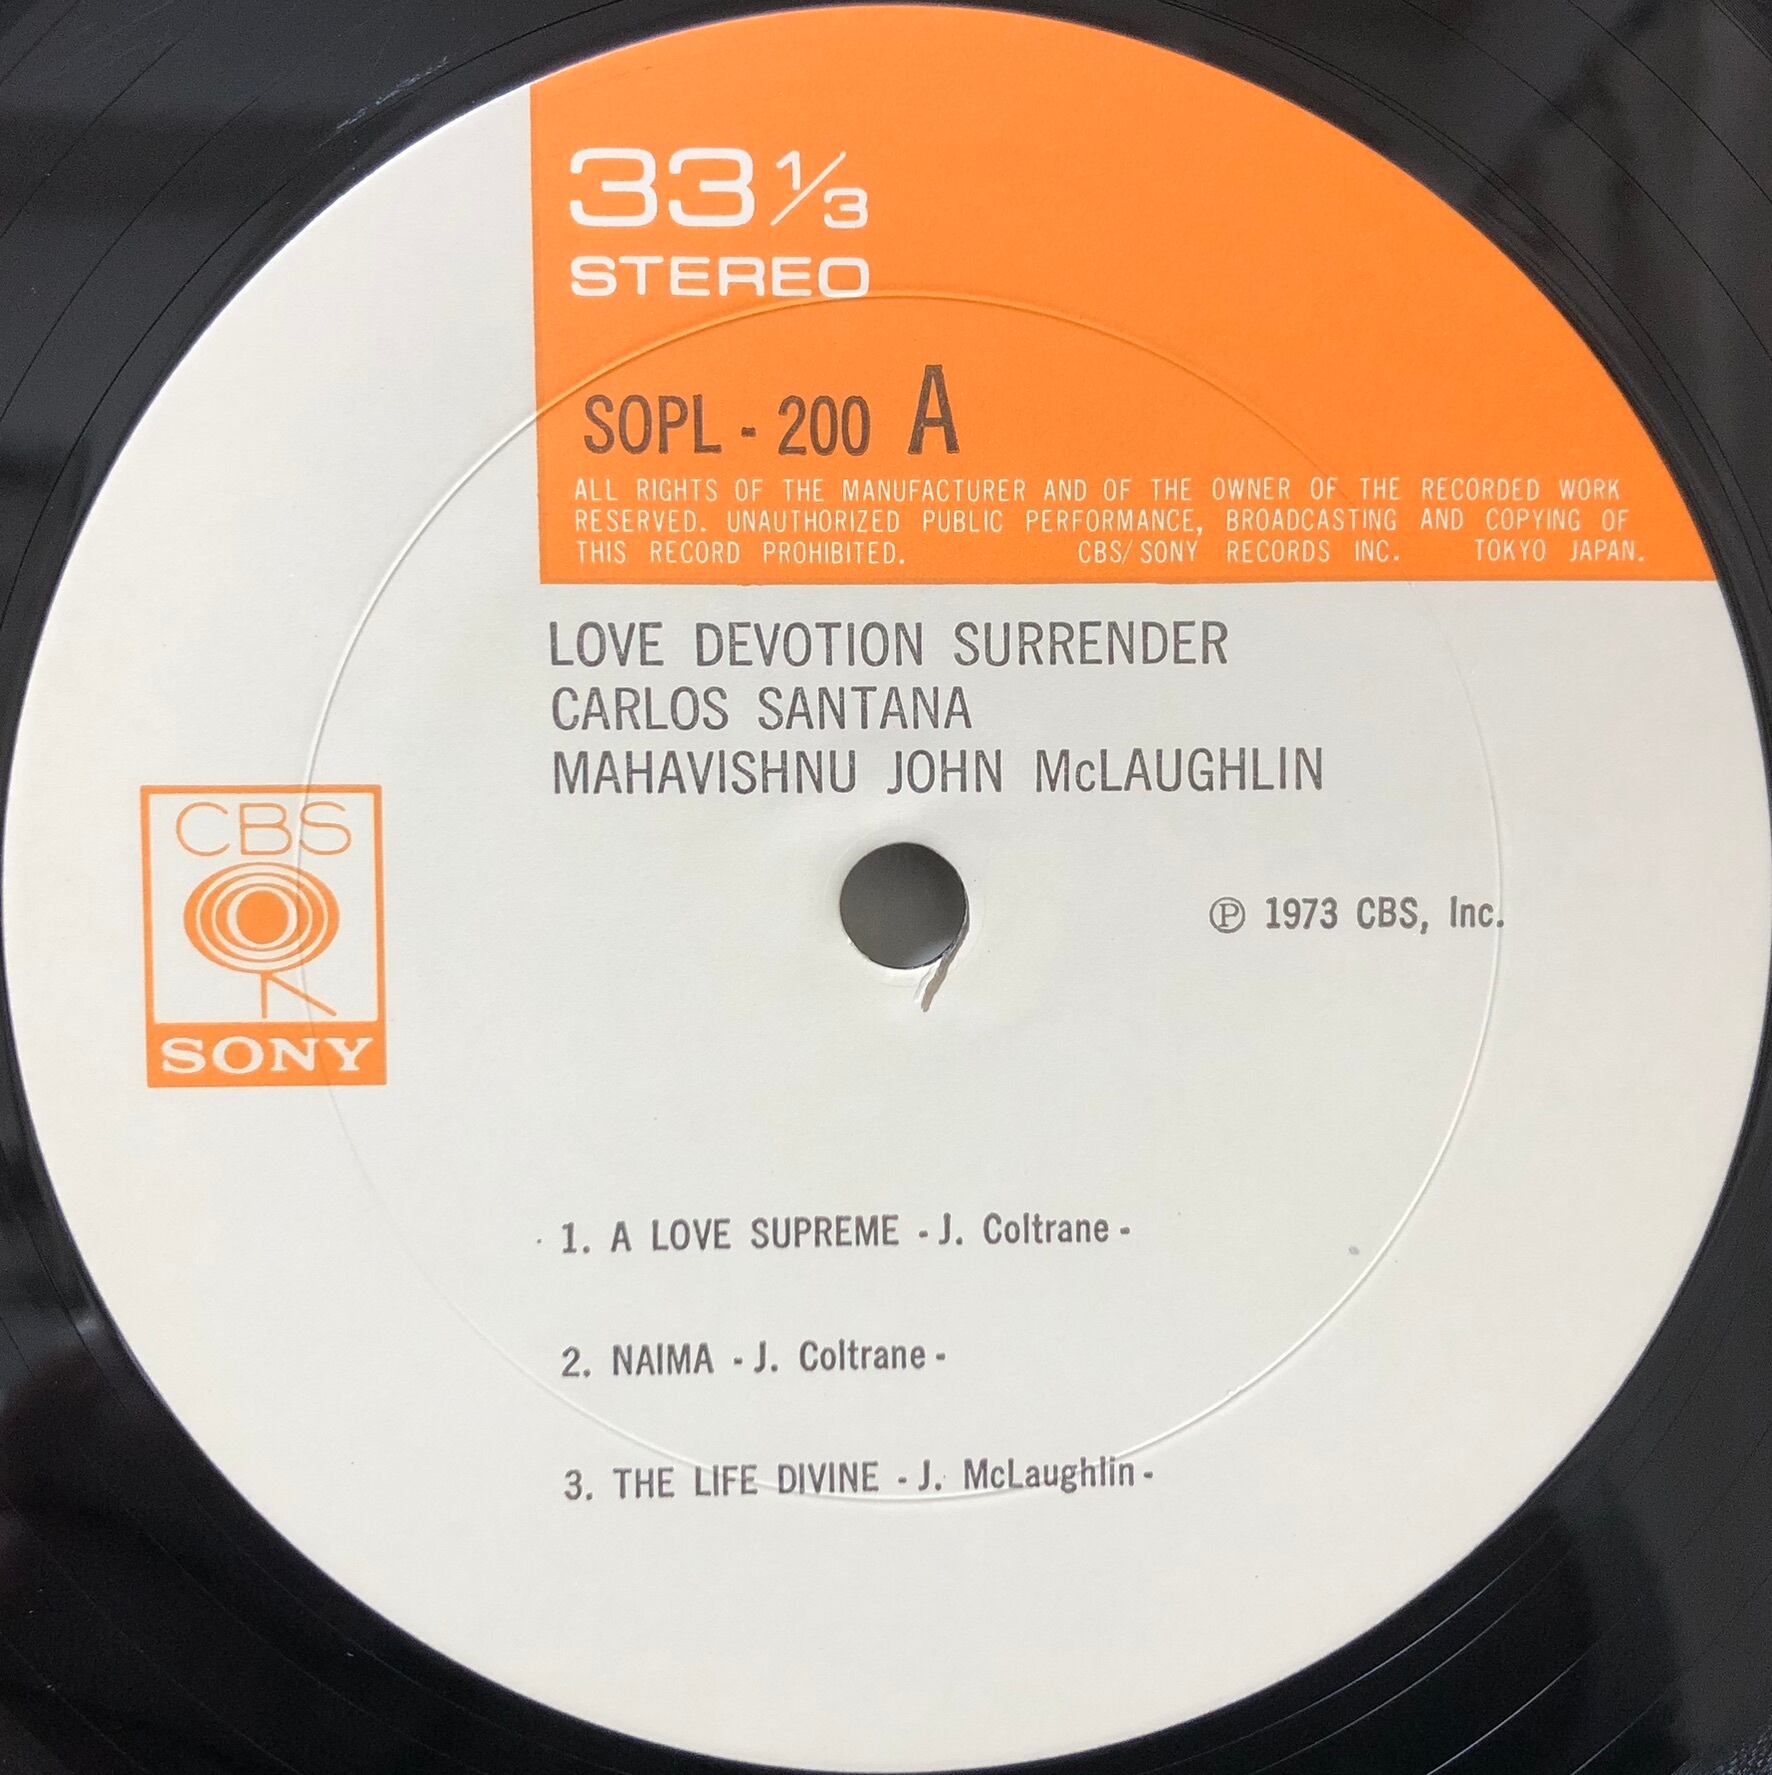 33 1/3
STEREO
SOPL - 200 A
ALL RIGHTS OF THE MANUFACTURER AND OF THE OWNER OF THE RECORDED WORK
RESERVED. UNAUTHORIZED PUBLIC PERFORMANCE, BROADCASTING AND COPYING OF
THIS RECORD PROHIBITED. CBS/SONY RECORDS INC. TOKYO JAPAN.
LOVE DEVOTION SURRENDER
CARLOS SANTANA
MAHAVISHNU JOHN McLAUGHLIN
CBS
SONY
Ⓟ 1973 CBS, Inc.
1. A LOVE SUPREME - J. Coltrane -
2. NAIMA - J. Coltrane -
3. THE LIFE DIVINE - J. McLaughlin -